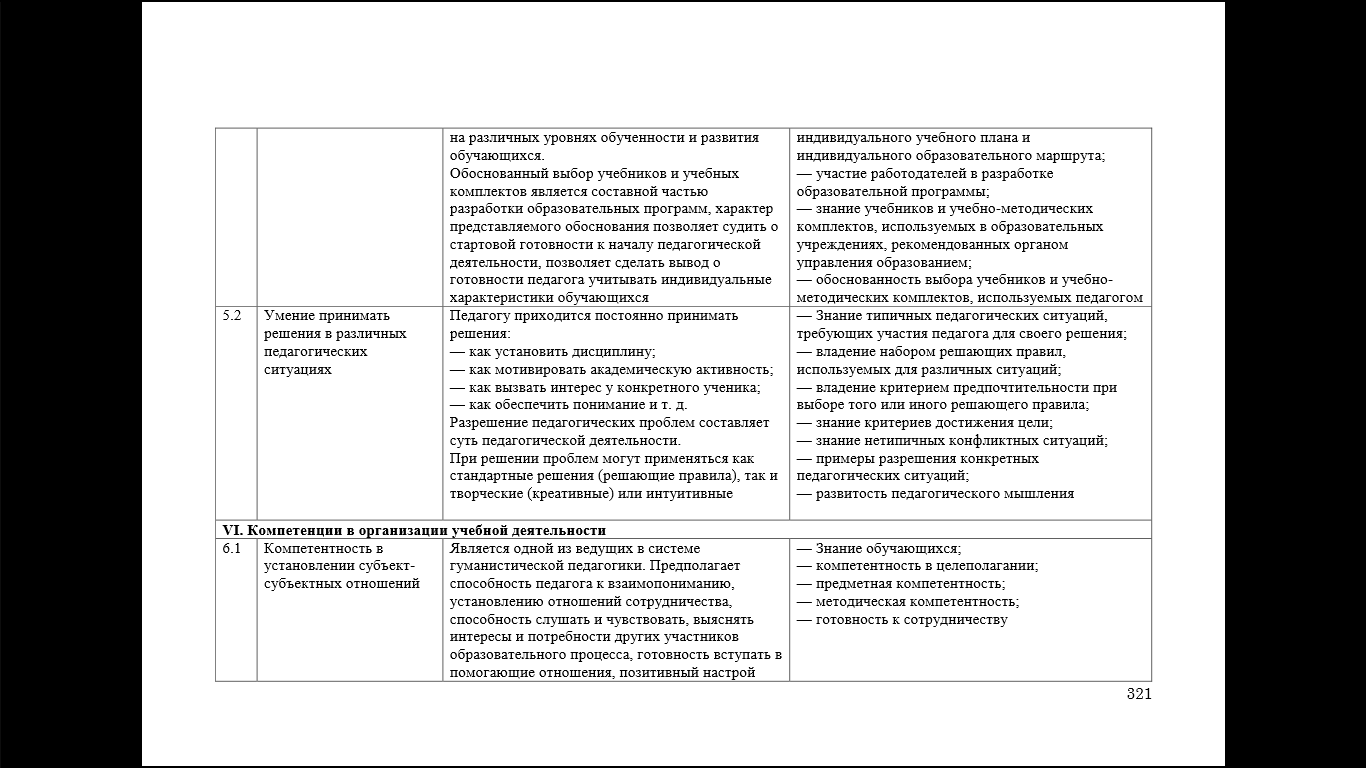 на различных уровнях обученности и развития
обучающихся.
Обоснованный выбор учебников и учебных
комплектов является составной частью
разработки образовательных программ, характер
представляемого обоснования позволяет судить о
стартовой готовности к началу педагогической
деятельности, позволяет сделать вывод о
готовности педагога учитывать индивидуальные
характеристики обучающихся
индивидуального учебного плана и
индивидуального образовательного маршрута;
— участие работодателей в разработке
образовательной программы;
— знание учебников и учебно-методических
комплектов, используемых в образовательных
учреждениях, рекомендованных органом
управления образованием;
— обоснованность выбора учебников и учебно-
методических комплектов, используемых педагогом
5.2
Умение принимать
решения в различных
педагогических
ситуациях
Педагогу приходится постоянно принимать
решения:
— как установить дисциплину;
— как мотивировать академическую активность;
— как вызвать интерес у конкретного ученика;
— как обеспечить понимание и т. д.
Разрешение педагогических проблем составляет
суть педагогической деятельности.
При решении проблем могут применяться как
стандартные решения (решающие правила), так и
творческие (креативные) или интуитивные
— Знание типичных педагогических ситуаций,
требующих участия педагога для своего решения;
— владение набором решающих правил,
используемых для различных ситуаций;
— владение критерием предпочтительности при
выборе того или иного решающего правила;
— знание критериев достижения цели;
— знание нетипичных конфликтных ситуаций;
— примеры разрешения конкретных
педагогических ситуаций;
— развитость педагогического мышления
VI. Компетенции в организации учебной деятельности
6.1
Компетентность в
установлении субъект-
субъектных отношений
Является одной из ведущих в системе
гуманистической педагогики. Предполагает
способность педагога к взаимопониманию,
установлению отношений сотрудничества,
способность слушать и чувствовать, выяснять
интересы и потребности других участников
образовательного процесса, готовность вступать в
помогающие отношения, позитивный настрой
— Знание обучающихся;
— компетентность в целеполагании;
— предметная компетентность;
— методическая компетентность;
— готовность к сотрудничеству
321